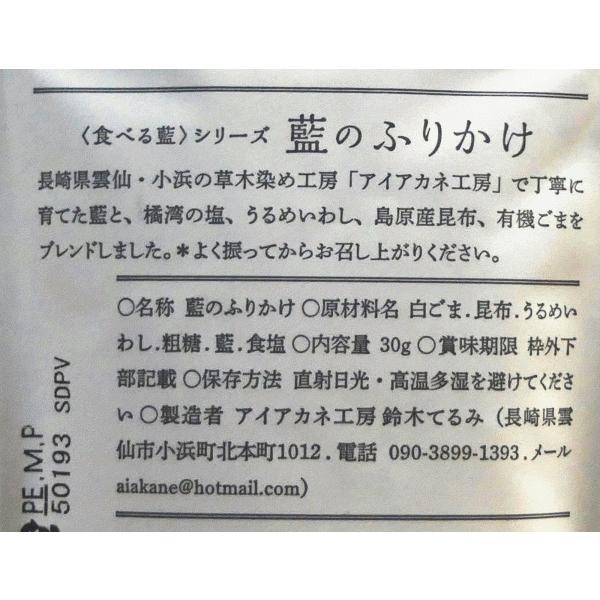 〈食べる藍〉シリーズ 藍のふりかけ
長崎県雲仙・小浜の草木染め工房「アイアカネ工房」で丁寧に
育てた藍と、橘湾の塩、うるめいわし、島原産昆布、有機ごまを
ブレンドしました。＊よく振ってからお召し上がりください。
○名称 藍のふりかけ ○原材料名 白ごま.昆布.うるめい
わし.粗糖.藍.食塩 ○内容量 30g ○賞味期限 枠外下
部記載 ○保存方法 直射日光・高温多湿を避けてくださ
い ○製造者 アイアカネ工房 鈴木てるみ（長崎県雲
仙市小浜町北本町1012.電話 090-3899-1393.メール
aiakane@hotmail.com）
PE.M.P
50193 SDPV